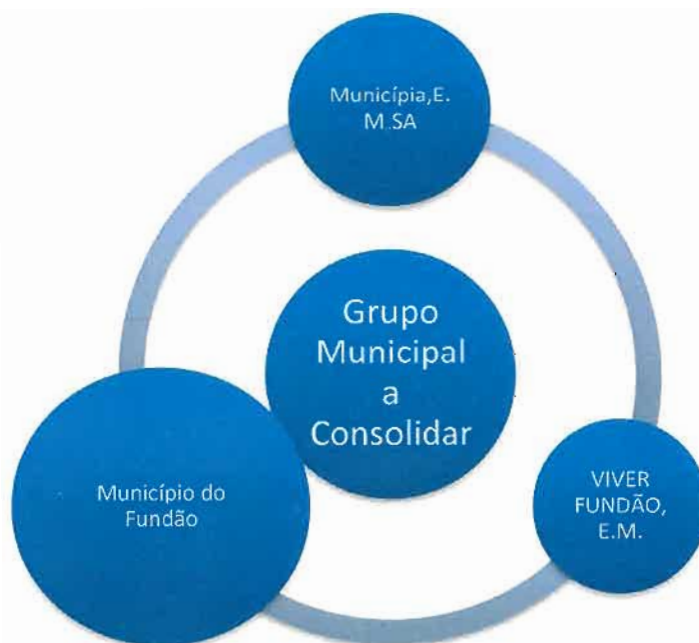 Municípia,E.
M.SA
Grupo
Municipal
a
Consolidar
Município do
Fundão
VIVER
FUNDÃO,
E.M.